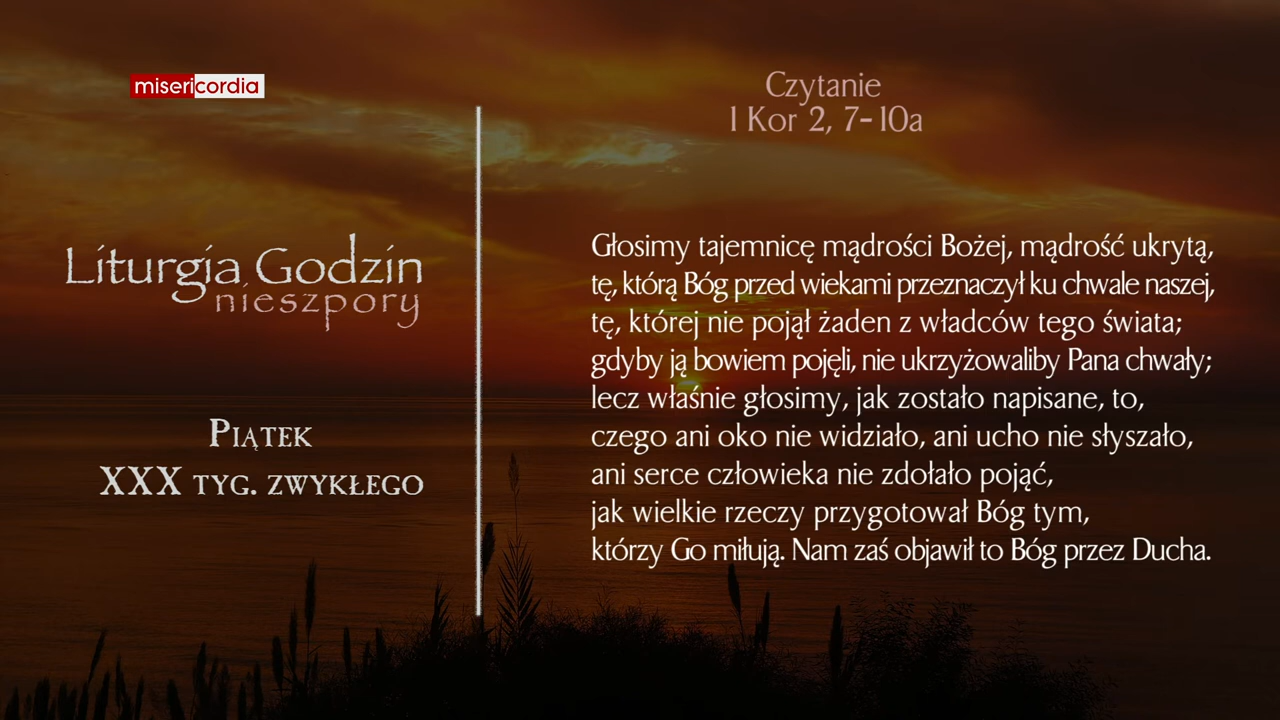 misericordia
Liturgia Godzin
nieszpory
Piątek
XXX tyg. zwykłego
Czytanie
1 Kor 2, 7-10a
Głosimy tajemnicę mądrości Bożej, mądrość ukrytą,
tę, którą Bóg przed wiekami przeznaczył ku chwale naszej,
tę, której nie pojął żaden z władców tego świata;
gdyby ją bowiem pojęli, nie ukrzyżowaliby Pana chwały;
lecz właśnie głosimy, jak zostało napisane, to,
czego ani oko nie widziało, ani ucho nie słyszało,
ani serce człowieka nie zdołało pojąć,
jak wielkie rzeczy przygotował Bóg tym,
którzy Go miłują. Nam zaś objawił to Bóg przez Ducha.